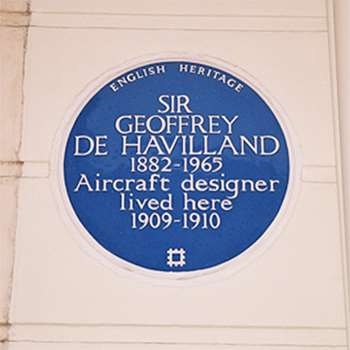 ENGLISH HERITAGE
SIR
GEOFFREY
DE HAVILLAND
1882-1965
Aircraft designer
lived here
1909-1910